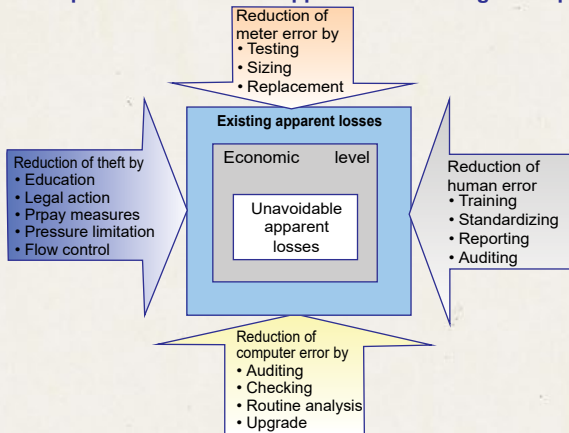 Reduction of
meter error by
• Testing
• Sizing
• Replacement
Existing apparent losses
Economic level
Unavoidable
apparent
losses
Reduction of theft by
• Education
• Legal action
• Prpay measures
• Pressure limitation
• Flow control
Reduction of
human error
• Training
• Standardizing
• Reporting
• Auditing
Reduction of
computer error by
• Auditing
• Checking
• Routine analysis
• Upgrade